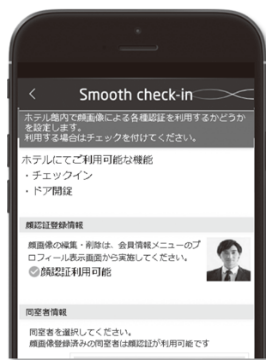 Smooth check-in
ホテル館内で顔画像による各種認証を利用するかどうか
を設定します。
利用する場合はチェックを付けてください。
ホテルにてご利用可能な機能
・チェックイン
・ドア開錠
顔認証登録情報
顔画像の編集・削除は、会員情報メニューのプ
ロフィール表示画面から実施してください。
顔認証利用可能
同室者情報
同室者を選択してください。
顔画像登録済みの同室者は顔認証が利用可能です